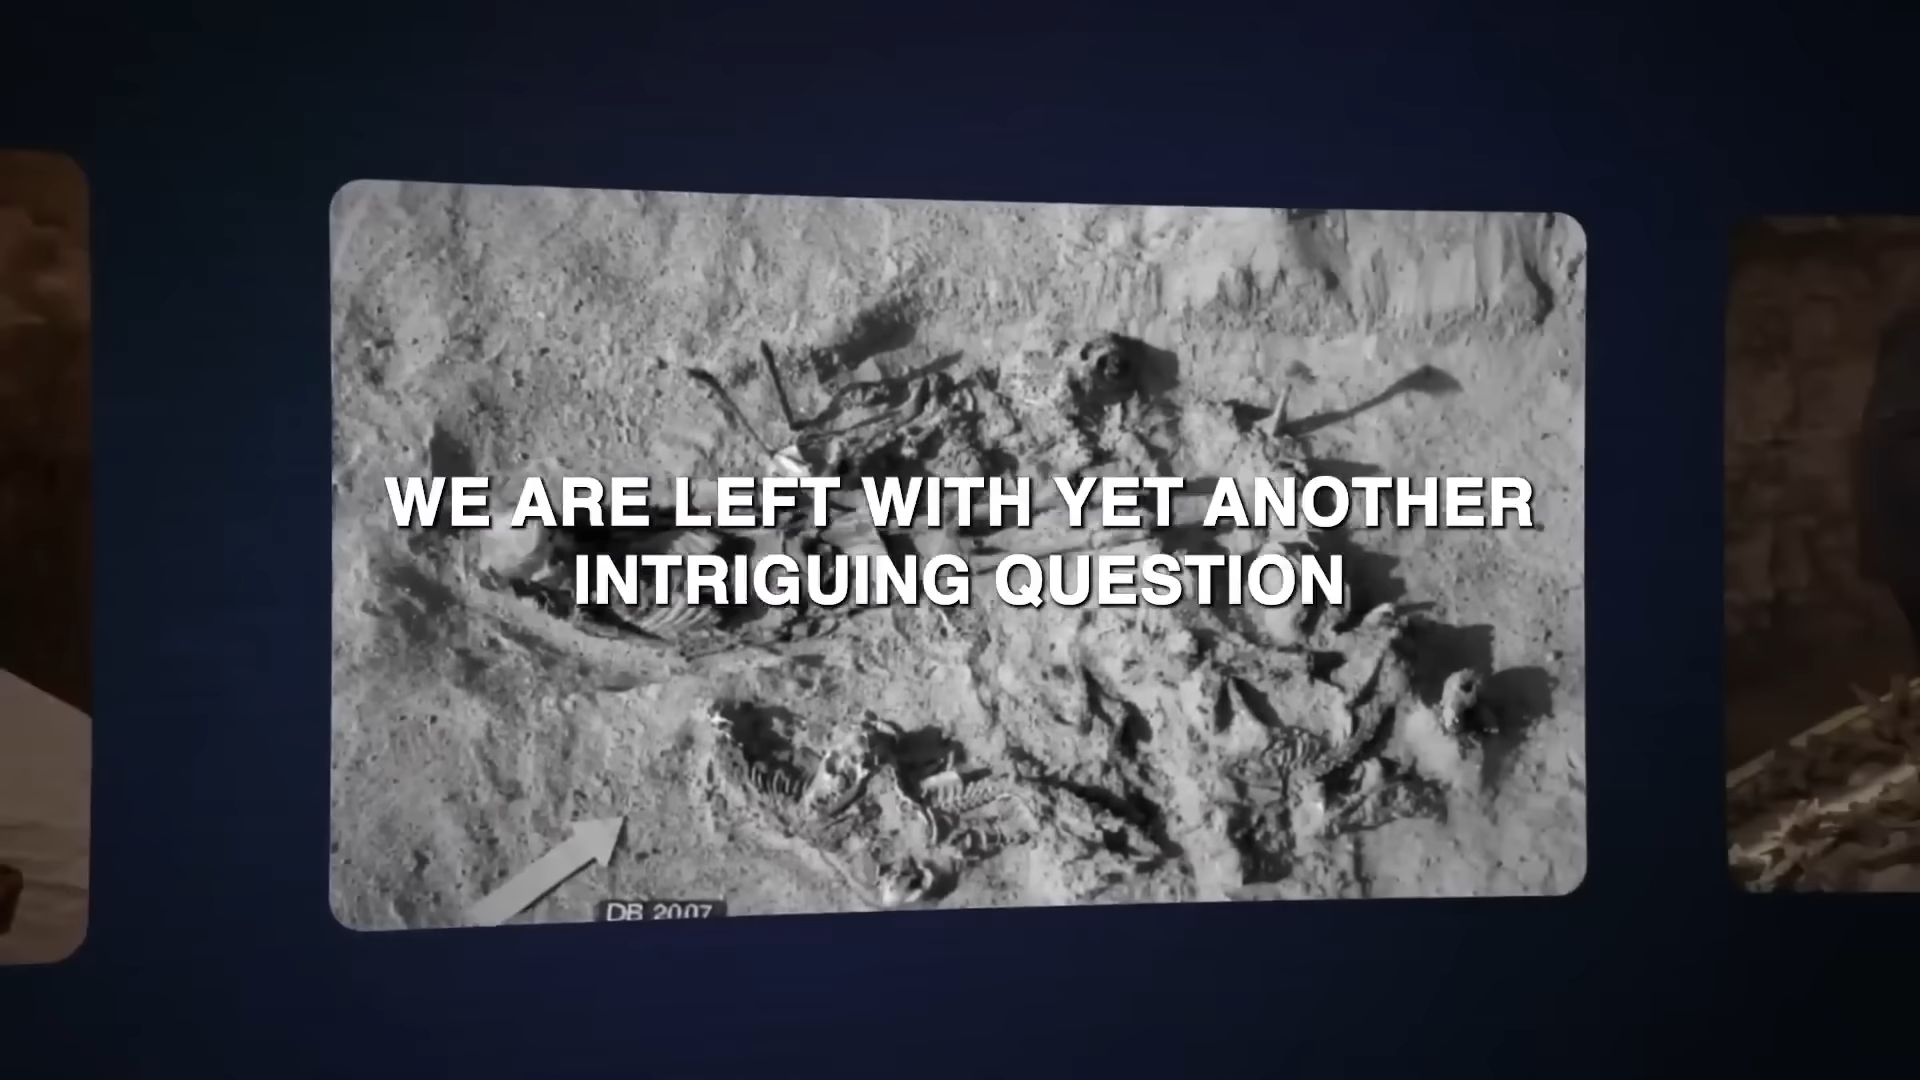 WE ARE LEFT WITH YET ANOTHER
INTRIGUING QUESTION
DB 2007